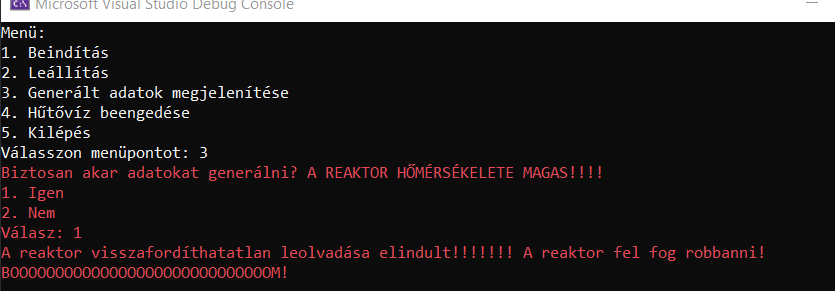 Microsoft Visual Studio Debug Console
Menü:
1. Beindítás
2. Leállítás
3. Generált adatok megjelenítése
4. Hűtővíz beengedése
5. Kilépés
Válasszon menüpontot: 3
Biztosan akar adatokat generálni? A REAKTOR HŐMÉRSÉKELETE MAGAS!!!!
1. Igen
2. Nem
Válasz: 1
A reaktor visszafordíthatatlan leolvadása elindult!!!!!!! A reaktor fel fog robbanni!
BOOOOOOOOOOOOOOOOOOOOOOOOOOOOOM!